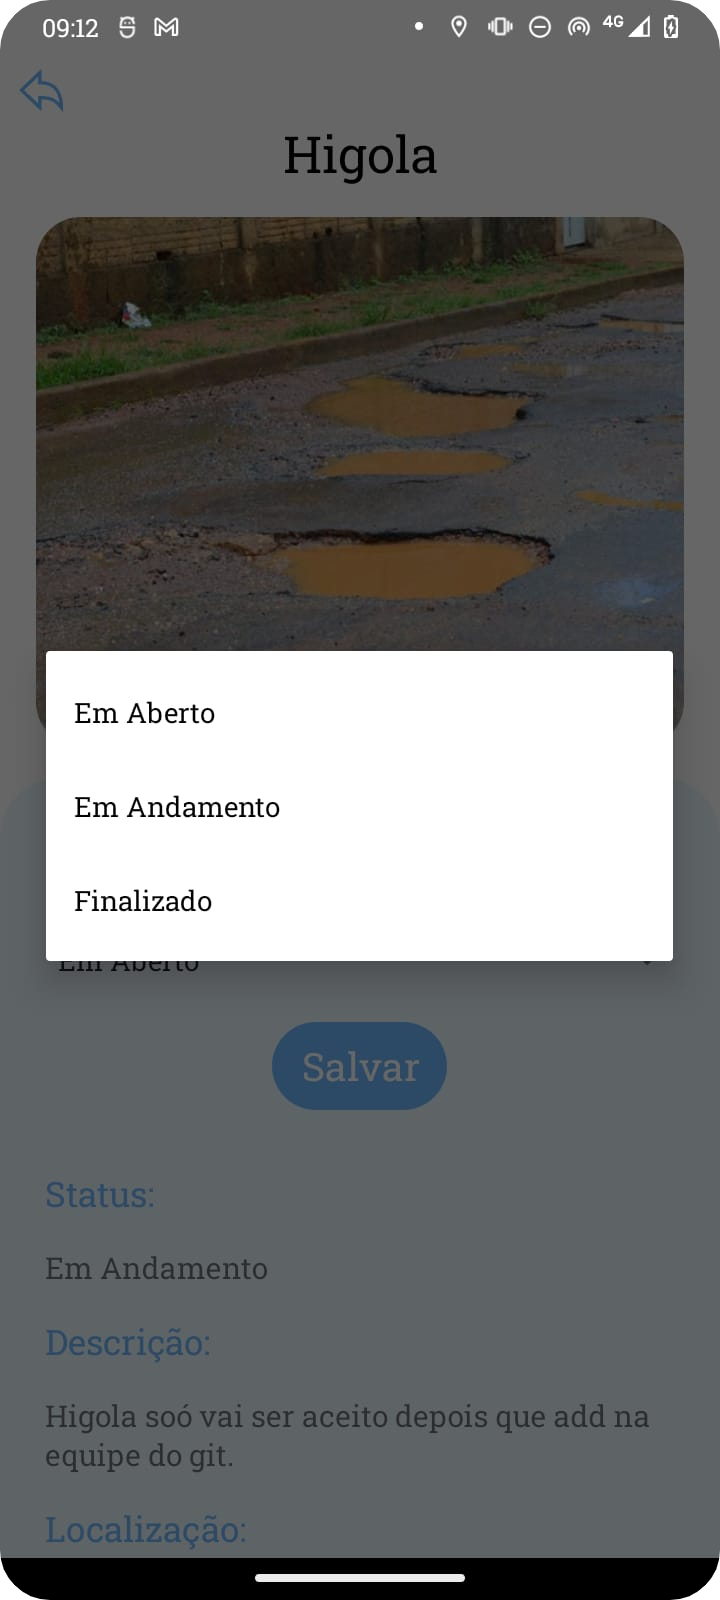 09:12
4G
Higola
Em Aberto
Em Andamento
Finalizado
Em Aberto
Salvar
Status:
Em Andamento
Descrição:
Higola soó vai ser aceito depois que add na
equipe do git.
Localização: